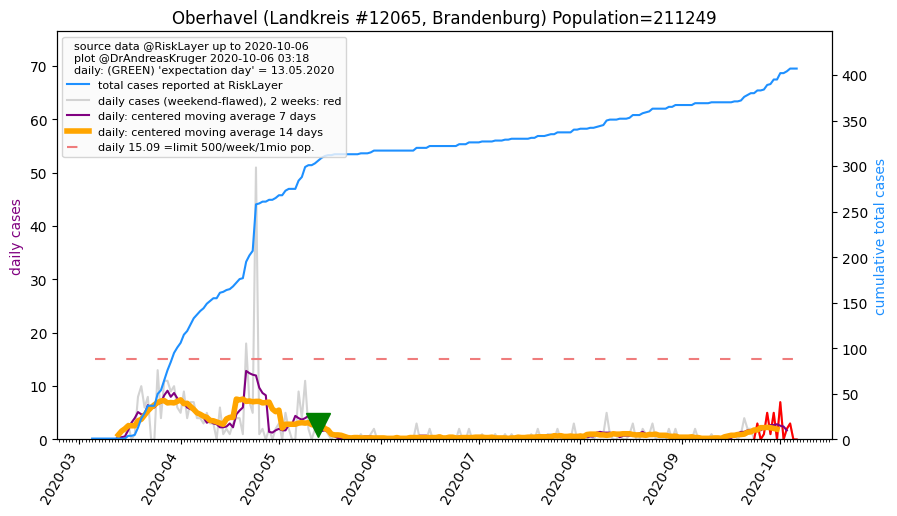 Oberhavel (Landkreis #12065, Brandenburg) Population=211249
source data @RiskLayer up to 2020-10-06
plot @DrAndreasKruger 2020-10-06 03:18
daily: (GREEN) 'expectation day' = 13.05.2020
total cases reported at RiskLayer
daily cases (weekend-flawed), 2 weeks: red
daily: centered moving average 7 days
daily: centered moving average 14 days
daily 15.09 =limit 500/week/1mio pop.
daily cases
70
60
50
40
30
20
10
0
cumulative total cases
400
350
300
250
200
150
100
50
0
2020-03
2020-04
2020-05
2020-06
2020-07
2020-08
2020-09
2020-10